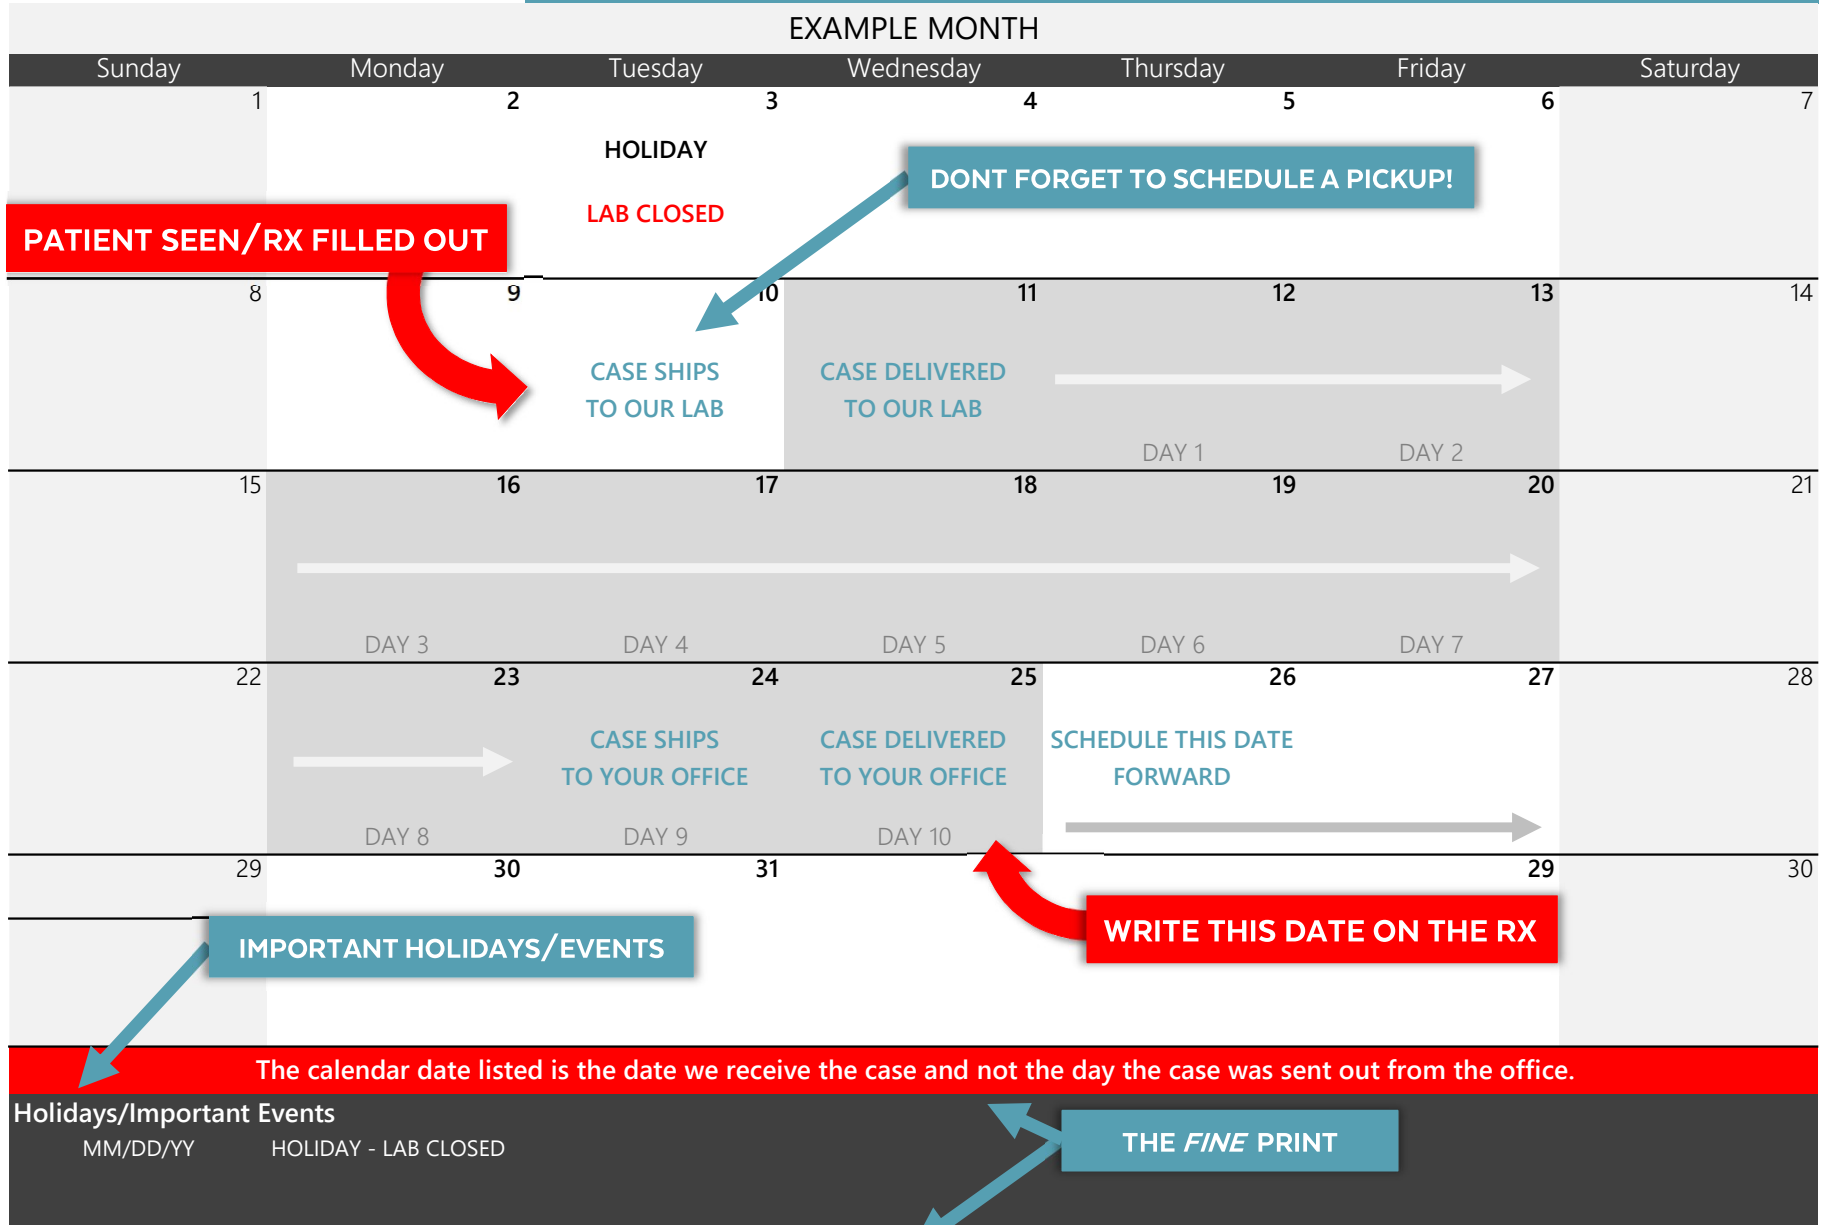 EXAMPLE MONTH
Sunday Monday Tuesday Wednesday Thursday Friday Saturday
1 2 3 4 5 6 7
HOLIDAY
LAB CLOSED
DONT FORGET TO SCHEDULE A PICKUP!
PATIENT SEEN/RX FILLED OUT
8 9 10 11 12 13 14
CASE SHIPS
TO OUR LAB
CASE DELIVERED
TO OUR LAB
DAY 1 DAY 2
15 16 17 18 19 20 21
DAY 3 DAY 4 DAY 5 DAY 6 DAY 7
22 23 24 25 26 27 28
CASE SHIPS
TO YOUR OFFICE
CASE DELIVERED
TO YOUR OFFICE
SCHEDULE THIS DATE
FORWARD
DAY 8 DAY 9 DAY 10
29 30 31 29 30
WRITE THIS DATE ON THE RX
IMPORTANT HOLIDAYS/EVENTS
The calendar date listed is the date we receive the case and not the day the case was sent out from the office.
Holidays/Important Events
MM/DD/YY HOLIDAY - LAB CLOSED
THE FINE PRINT